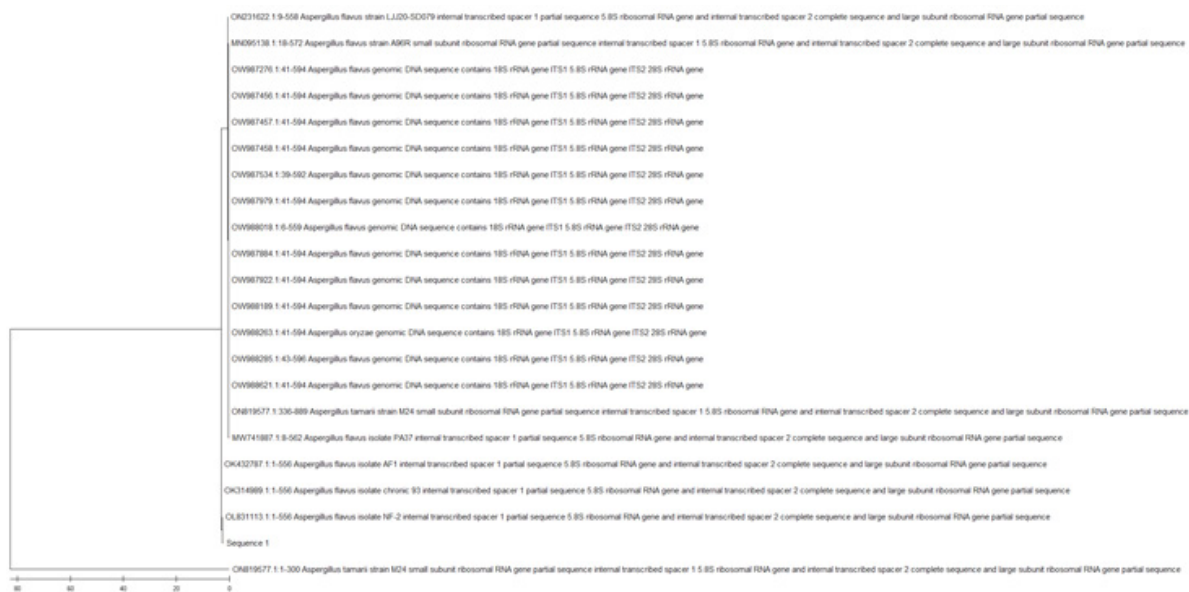 ON231622.1:9-558 Aspergillus flavus strain LJJ20-SD079 internal transcribed spacer 1 partial sequence 5.8S ribosomal RNA gene and internal transcribed spacer 2 complete sequence and large subunit ribosomal RNA gene partial sequence
MN095138.1:18-572 Aspergillus flavus strain A96R small subunit ribosomal RNA gene partial sequence internal transcribed spacer 1 5.8S ribosomal RNA gene and internal transcribed spacer 2 complete sequence and large subunit ribosomal RNA gene partial sequence
OW987276.1:41-594 Aspergillus flavus genomic DNA sequence contains 18S rRNA gene ITS1 5.8S rRNA gene ITS2 28S rRNA gene
OW987456.1:41-594 Aspergillus flavus genomic DNA sequence contains 18S rRNA gene ITS1 5.8S rRNA gene ITS2 28S rRNA gene
OW987457.1:41-594 Aspergillus flavus genomic DNA sequence contains 18S rRNA gene ITS1 5.8S rRNA gene ITS2 28S rRNA gene
OW987458.1:41-594 Aspergillus flavus genomic DNA sequence contains 18S rRNA gene ITS1 5.8S rRNA gene ITS2 28S rRNA gene
OW987534.1:39-592 Aspergillus flavus genomic DNA sequence contains 18S rRNA gene ITS1 5.8S rRNA gene ITS2 28S rRNA gene
OW987979.1:41-594 Aspergillus flavus genomic DNA sequence contains 18S rRNA gene ITS1 5.8S rRNA gene ITS2 28S rRNA gene
OW988018.1:6-559 Aspergillus flavus genomic DNA sequence contains 18S rRNA gene ITS1 5.8S rRNA gene ITS2 28S rRNA gene
OW987884.1:41-594 Aspergillus flavus genomic DNA sequence contains 18S rRNA gene ITS1 5.8S rRNA gene ITS2 28S rRNA gene
OW987922.1:41-594 Aspergillus flavus genomic DNA sequence contains 18S rRNA gene ITS1 5.8S rRNA gene ITS2 28S rRNA gene
OW988189.1:41-594 Aspergillus flavus genomic DNA sequence contains 18S rRNA gene ITS1 5.8S rRNA gene ITS2 28S rRNA gene
OW988263.1:41-594 Aspergillus oryzae genomic DNA sequence contains 18S rRNA gene ITS1 5.8S rRNA gene ITS2 28S rRNA gene
OW988285.1:43-596 Aspergillus flavus genomic DNA sequence contains 18S rRNA gene ITS1 5.8S rRNA gene ITS2 28S rRNA gene
OW988621.1:41-594 Aspergillus flavus genomic DNA sequence contains 18S rRNA gene ITS1 5.8S rRNA gene ITS2 28S rRNA gene
ON819577.1:336-889 Aspergillus tamarii strain M24 small subunit ribosomal RNA gene partial sequence internal transcribed spacer 1 5.8S ribosomal RNA gene and internal transcribed spacer 2 complete sequence and large subunit ribosomal RNA gene partial sequence
MW741887.1:8-562 Aspergillus flavus isolate PA37 internal transcribed spacer 1 partial sequence 5.8S ribosomal RNA gene and internal transcribed spacer 2 complete sequence and large subunit ribosomal RNA gene partial sequence
OK432787.1:1-556 Aspergillus flavus isolate AF1 internal transcribed spacer 1 partial sequence 5.8S ribosomal RNA gene and internal transcribed spacer 2 complete sequence and large subunit ribosomal RNA gene partial sequence
OK314989.1:1-556 Aspergillus flavus isolate chronic 93 internal transcribed spacer 1 partial sequence 5.8S ribosomal RNA gene and internal transcribed spacer 2 complete sequence and large subunit ribosomal RNA gene partial sequence
OL831113.1:1-556 Aspergillus flavus isolate NF-2 internal transcribed spacer 1 partial sequence 5.8S ribosomal RNA gene and internal transcribed spacer 2 complete sequence and large subunit ribosomal RNA gene partial sequence
Sequence 1
ON819577.1:1-300 Aspergillus tamarii strain M24 small subunit ribosomal RNA gene partial sequence internal transcribed spacer 1 5.8S ribosomal RNA gene and internal transcribed spacer 2 complete sequence and large subunit ribosomal RNA gene partial sequence
80 60 40 20 0